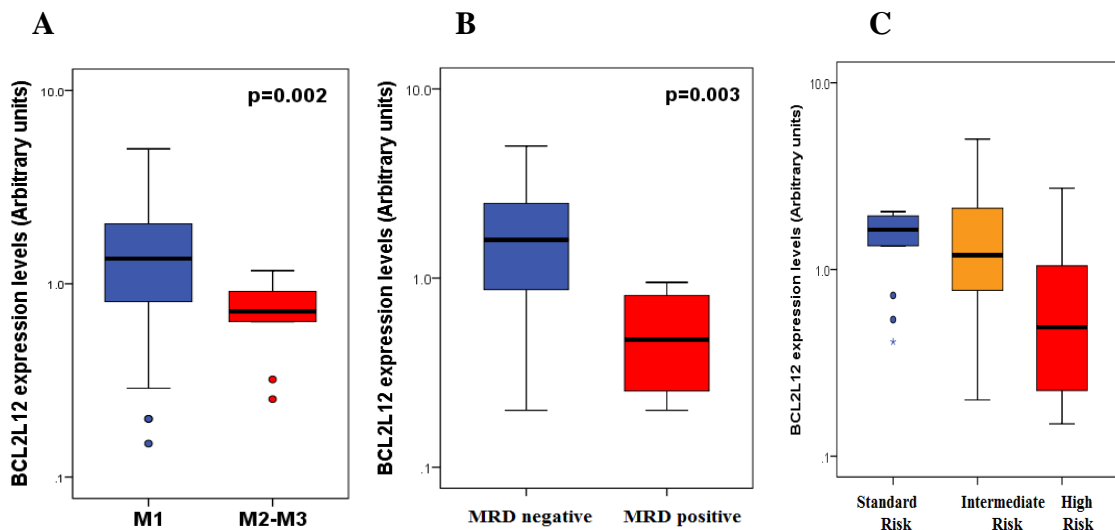 A
BCL2L12 expression levels (Arbitrary units)
10.0
1.0
.1
p=0.002
M1 M2-M3
B
BCL2L12 expression levels (Arbitrary units)
10.0
1.0
.1
p=0.003
MRD negative MRD positive
C
BCL2L12 expression levels (Arbitrary units)
10.0
1.0
.1
Standard Intermediate High
Risk Risk Risk